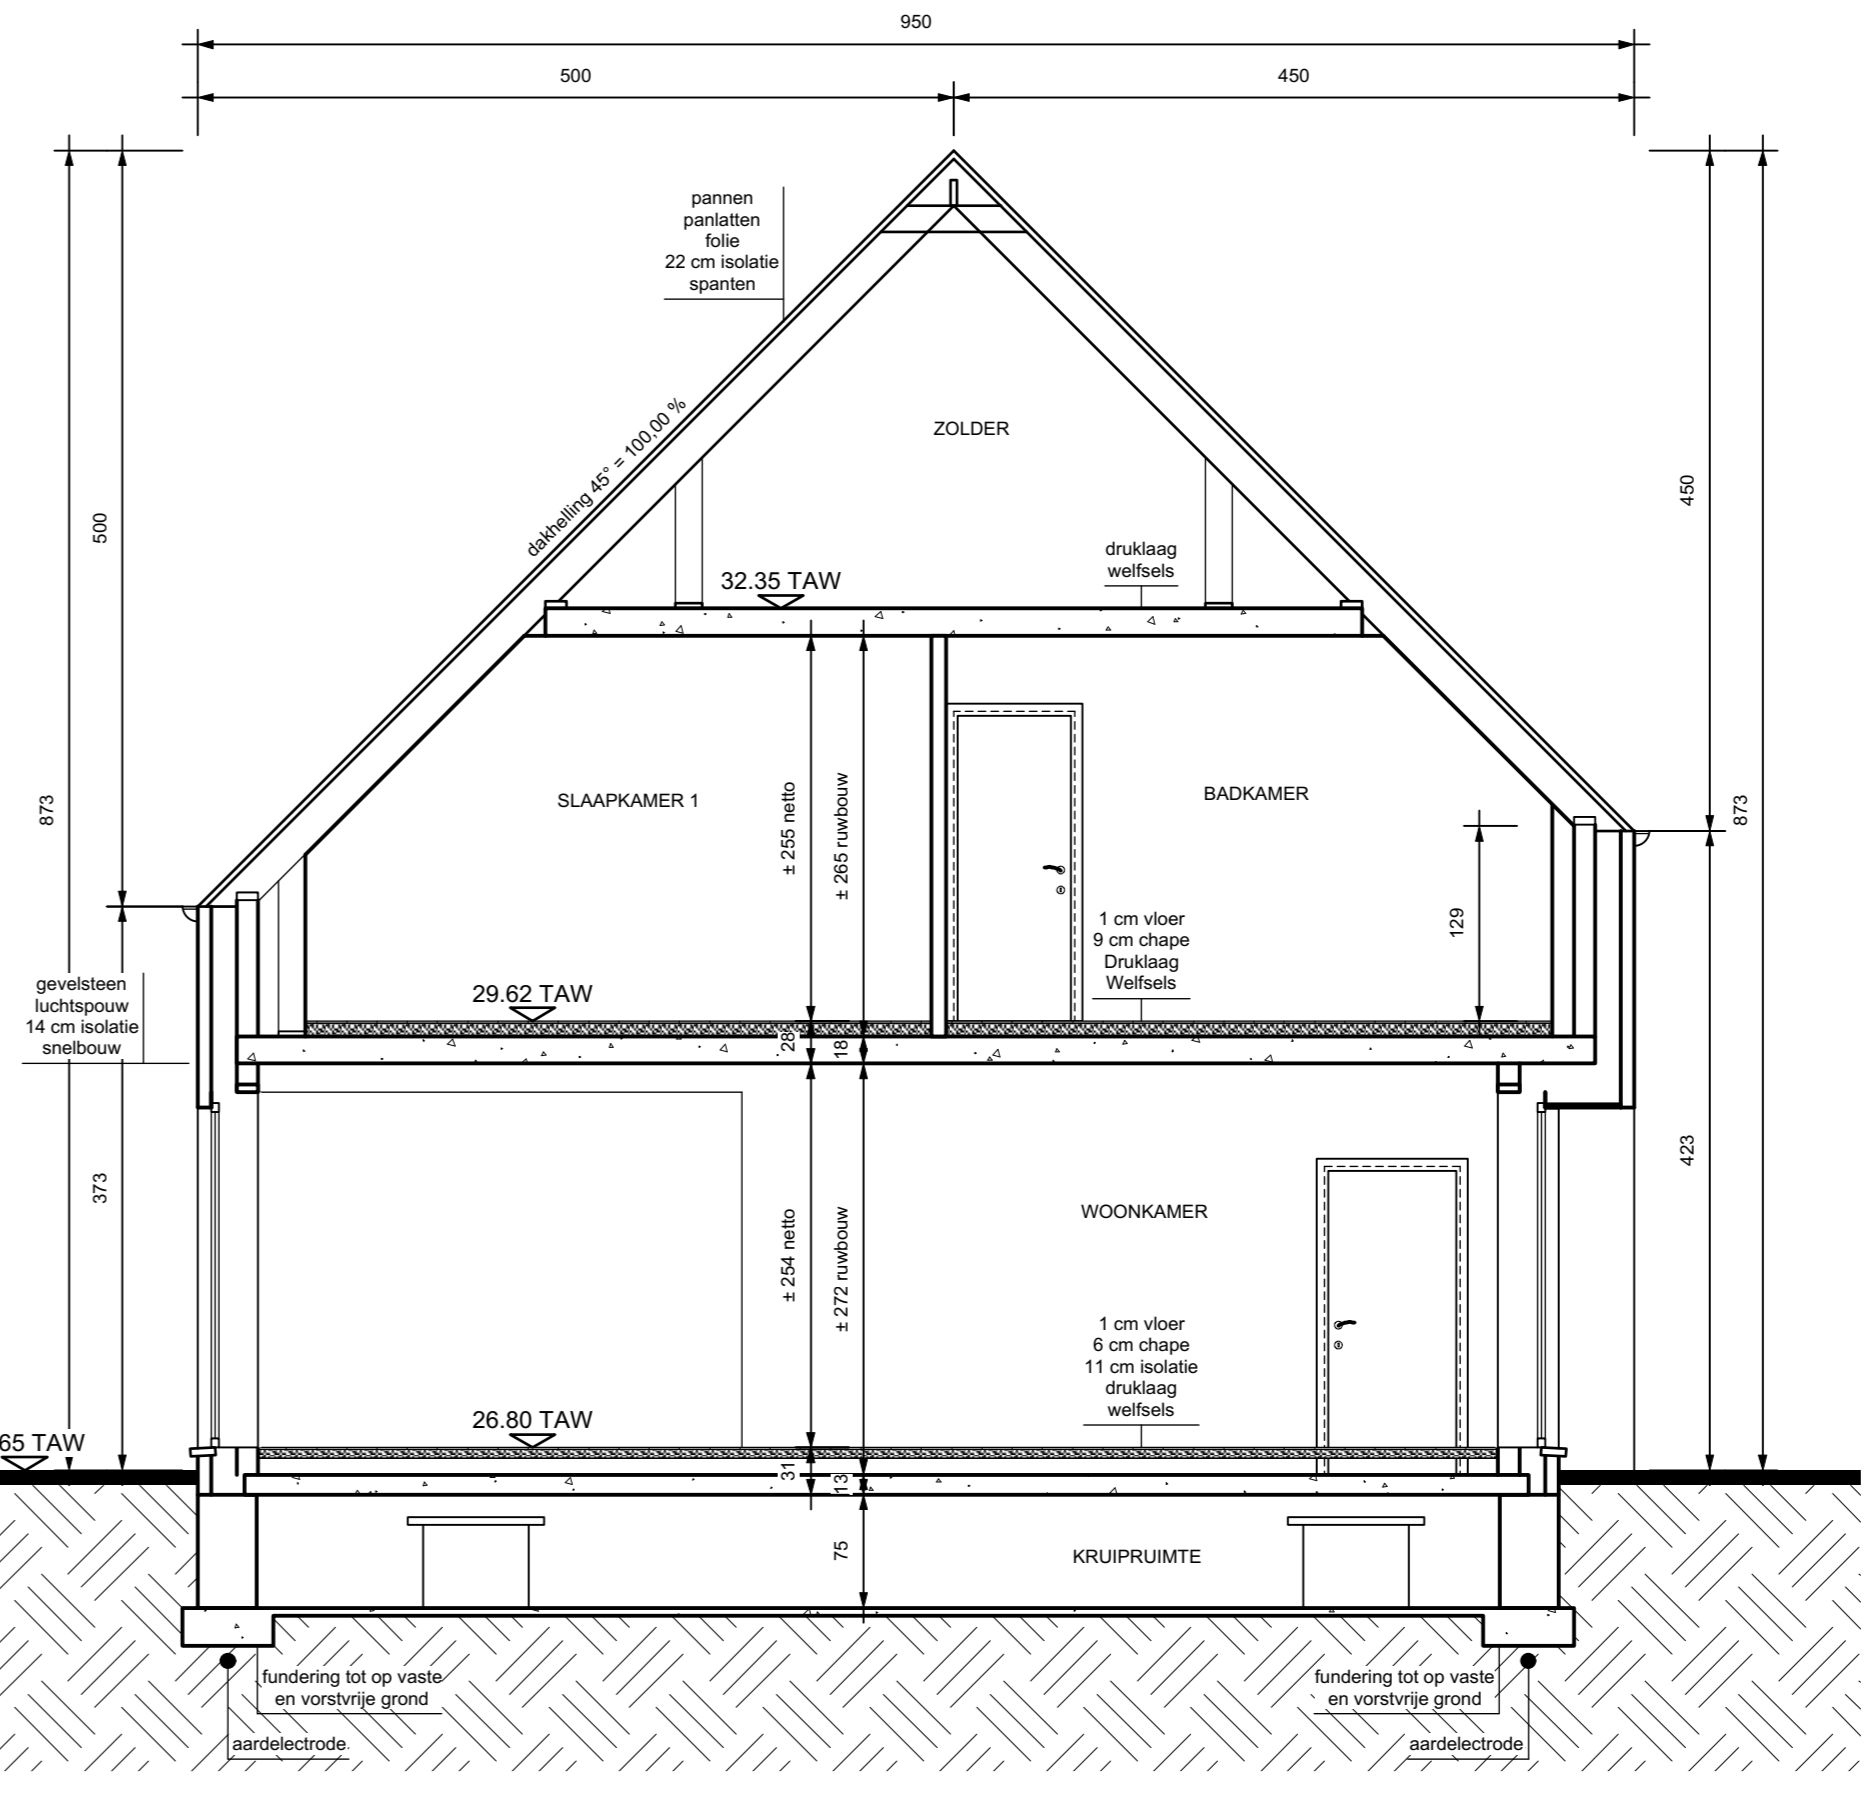 950
500
450
pannen
panlatten
folie
22 cm isolatie
spanten
dakhelling 45° = 100,00 %
ZOLDER
500
450
873
873
druklaag
welfsels
32.35 TAW
SLAAPKAMER 1
± 255 netto
± 265 ruwbouw
BADKAMER
129
1 cm vloer
9 cm chape
Druklaag
Welfsels
gevelsteen
luchtspouw
14 cm isolatie
snelbouw
29.62 TAW
28
18
373
423
± 254 netto
± 272 ruwbouw
WOONKAMER
1 cm vloer
6 cm chape
11 cm isolatie
druklaag
welfsels
26.80 TAW
65 TAW
31
13
75
KRUIPRUIMTE
fundering tot op vaste
en vorstvrije grond
fundering tot op vaste
en vorstvrije grond
aardelectrode
aardelectrode